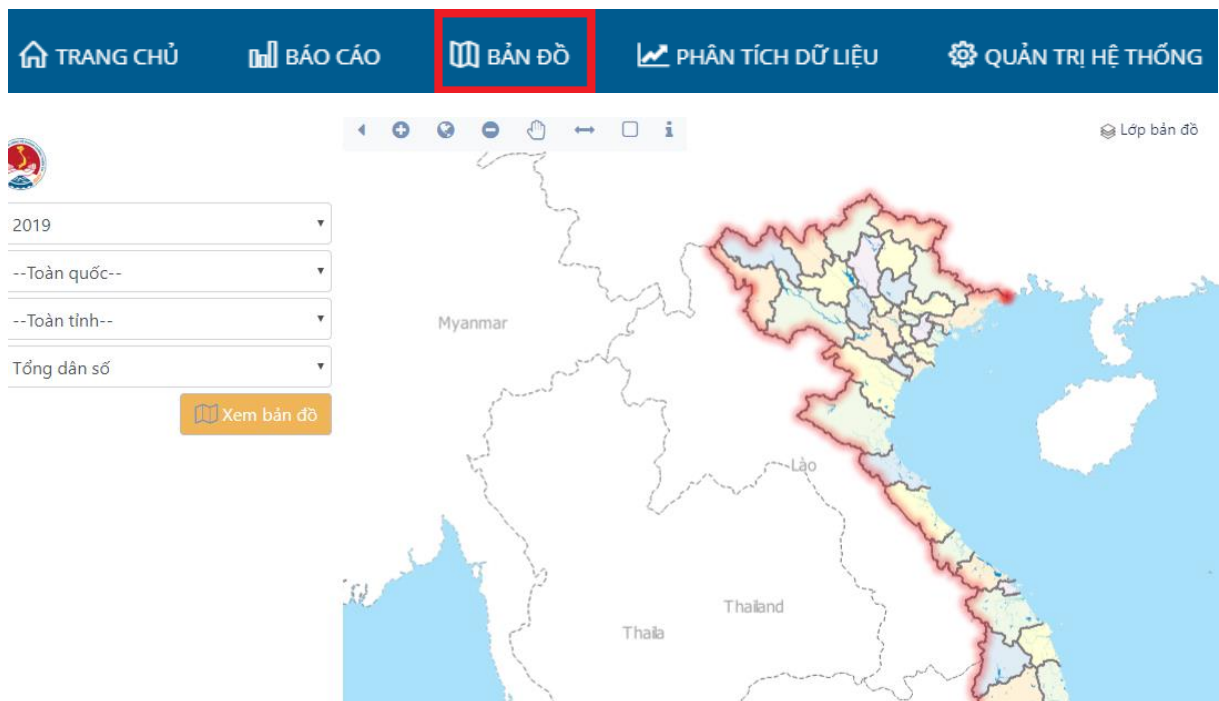 TRANG CHỦ BÁO CÁO BẢN ĐỒ PHÂN TÍCH DỮ LIỆU QUẢN TRỊ HỆ THỐNG
Lớp bản đồ
2019
--Toàn quốc--
--Toàn tỉnh--
Tổng dân số
Xem bản đồ
Myanmar
Lào
Thailand
Thaila